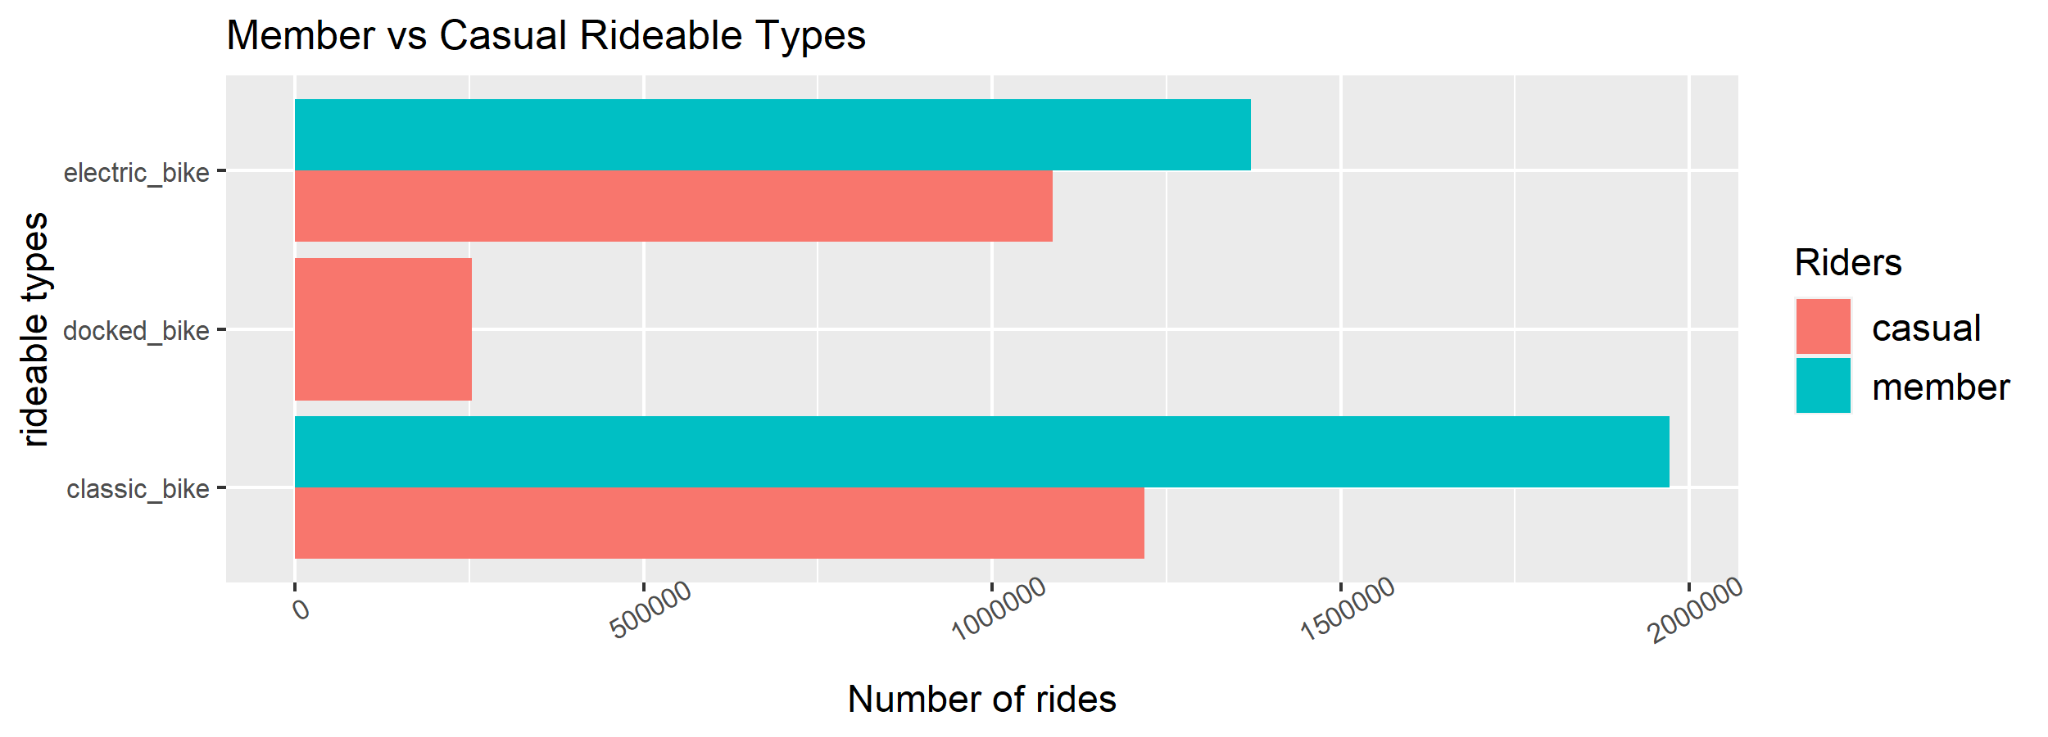 Member vs Casual Rideable Types
rideable types
electric_bike
docked_bike
classic_bike
0
500000
1000000
1500000
2000000
Number of rides
Riders
casual
member